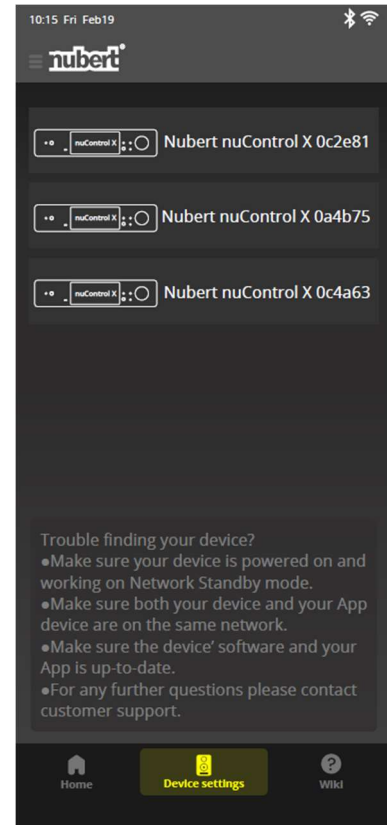 10:15 Fri Feb19
nubert
nuControl X
Nubert nuControl X 0c2e81
nuControl X
Nubert nuControl X 0a4b75
nuControl X
Nubert nuControl X 0c4a63
Trouble finding your device?
●Make sure your device is powered on and
working on Network Standby mode.
●Make sure both your device and your App
device are on the same network.
●Make sure the device' software and your
App is up-to-date.
●For any further questions please contact
customer support.
Home
Device settings
Wiki